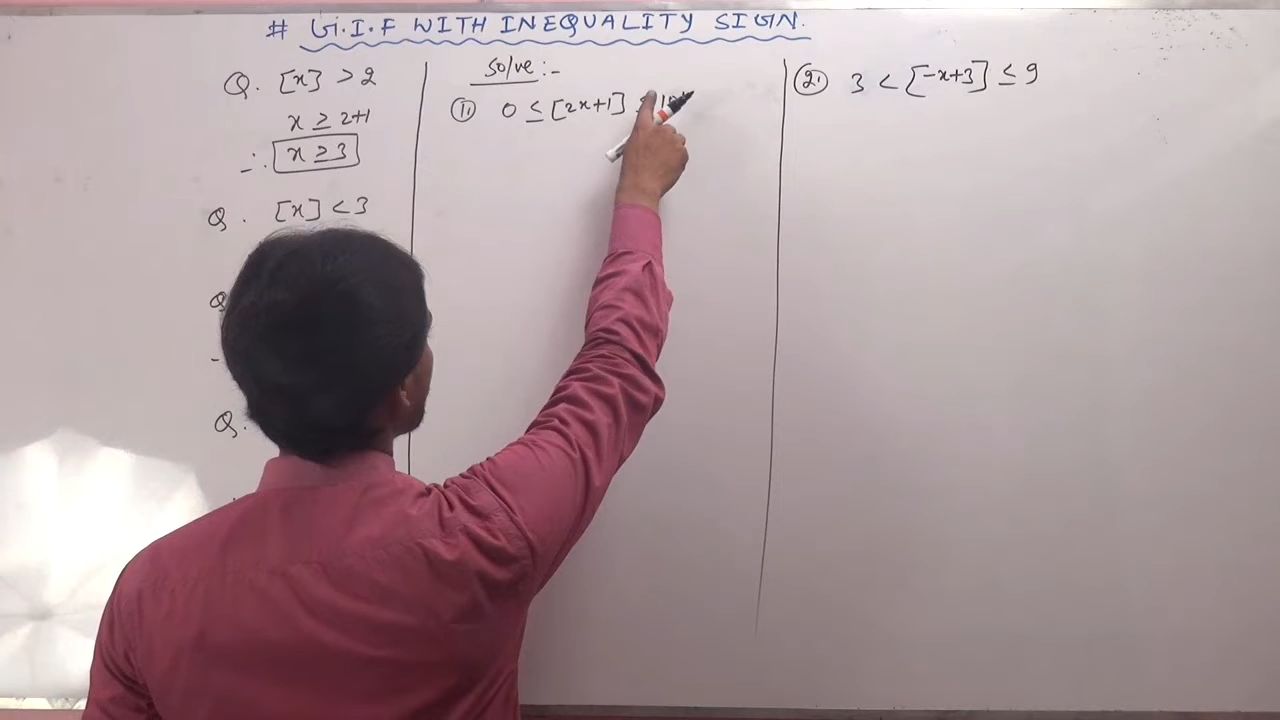 # G.I.F WITH INEQUALITY SIGN.
Q. [x] > 2
x ≥ 2+1
∴ x ≥ 3
Q. [x] < 3
Q
Q.
Solve :-
(1) 0 ≤ [2x+1] ≤
(2) 3 < [-x+3] ≤ 9